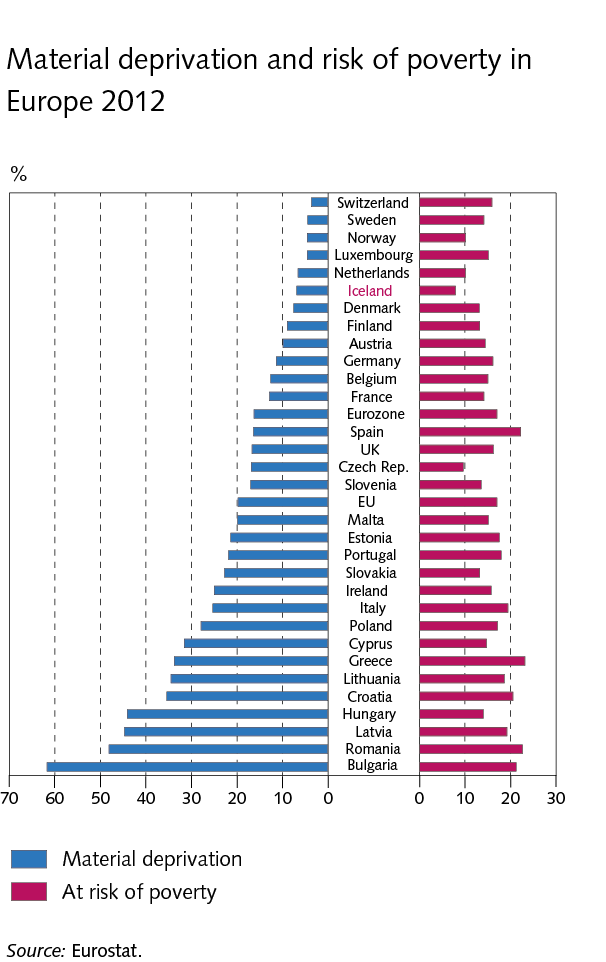 Material deprivation and risk of poverty in
Europe 2012
%
Switzerland
Sweden
Norway
Luxembourg
Netherlands
Iceland
Denmark
Finland
Austria
Germany
Belgium
France
Eurozone
Spain
UK
Czech Rep.
Slovenia
EU
Malta
Estonia
Portugal
Slovakia
Ireland
Italy
Poland
Cyprus
Greece
Lithuania
Croatia
Hungary
Latvia
Romania
Bulgaria
70 60 50 40 30 20 10 0 0 10 20 30
Material deprivation
At risk of poverty
Source: Eurostat.